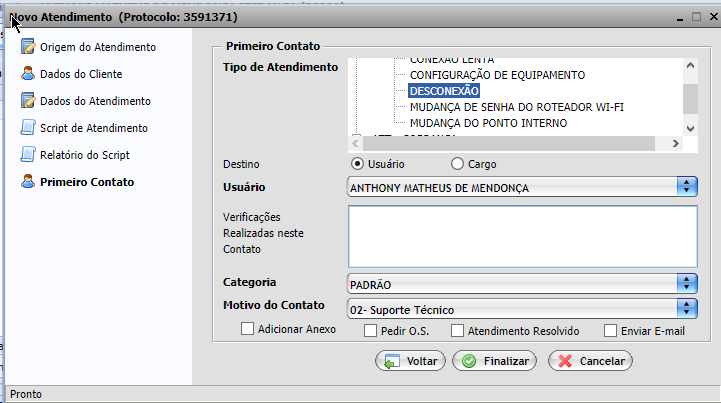 Novo Atendimento (Protocolo: 3591371)
Origem do Atendimento
Dados do Cliente
Dados do Atendimento
Script de Atendimento
Relatório do Script
Primeiro Contato
Primeiro Contato
Tipo de Atendimento
CONEXÃO LENTA
CONFIGURAÇÃO DE EQUIPAMENTO
DESCONEXÃO
MUDANÇA DE SENHA DO ROTEADOR WI-FI
MUDANÇA DO PONTO INTERNO
Destino
Usuário
Cargo
Usuário
ANTHONY MATHEUS DE MENDONÇA
Verificações
Realizadas neste
Contato
Categoria
PADRÃO
Motivo do Contato
02- Suporte Técnico
Adicionar Anexo
Pedir O.S.
Atendimento Resolvido
Enviar E-mail
Voltar
Finalizar
Cancelar
Pronto